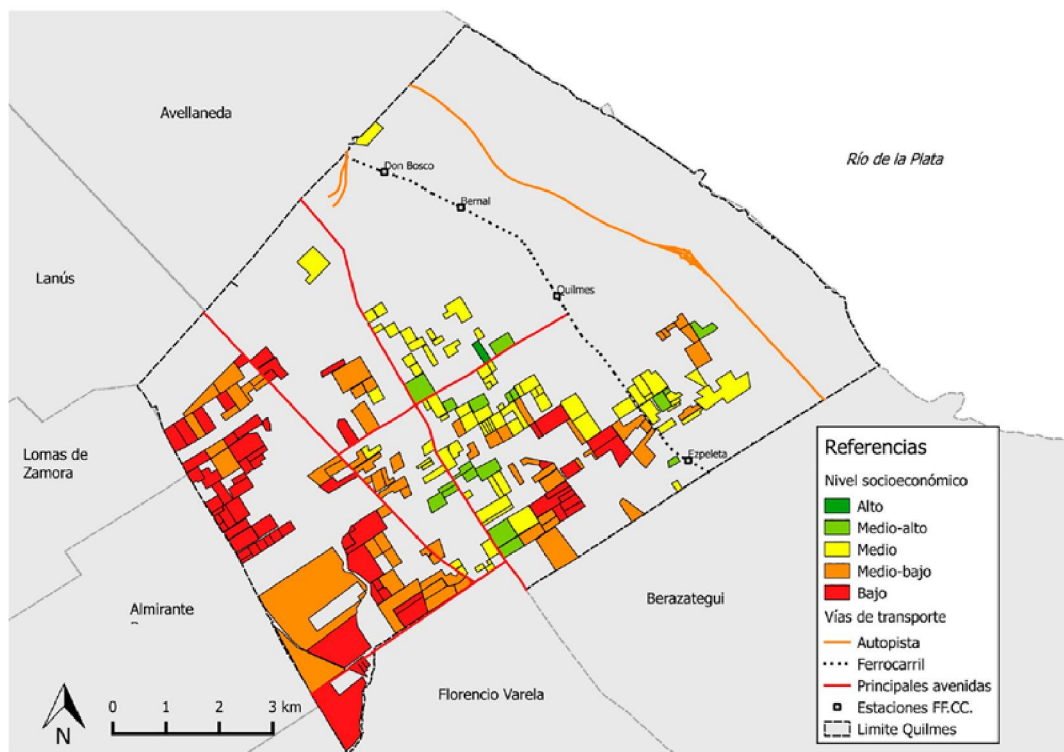 Avellaneda
Río de la Plata
Don Bosco
Bernal
Lanús
Quilmes
Lomas de
Zamora
Ezpeleta
Almirante
Berazategui
Florencio Varela
Referencias
Nivel socioeconómico
Alto
Medio-alto
Medio
Medio-bajo
Bajo
Vías de transporte
Autopista
Ferrocarril
Principales avenidas
Estaciones FF.CC.
Limite Quilmes
N
0 1 2 3 km